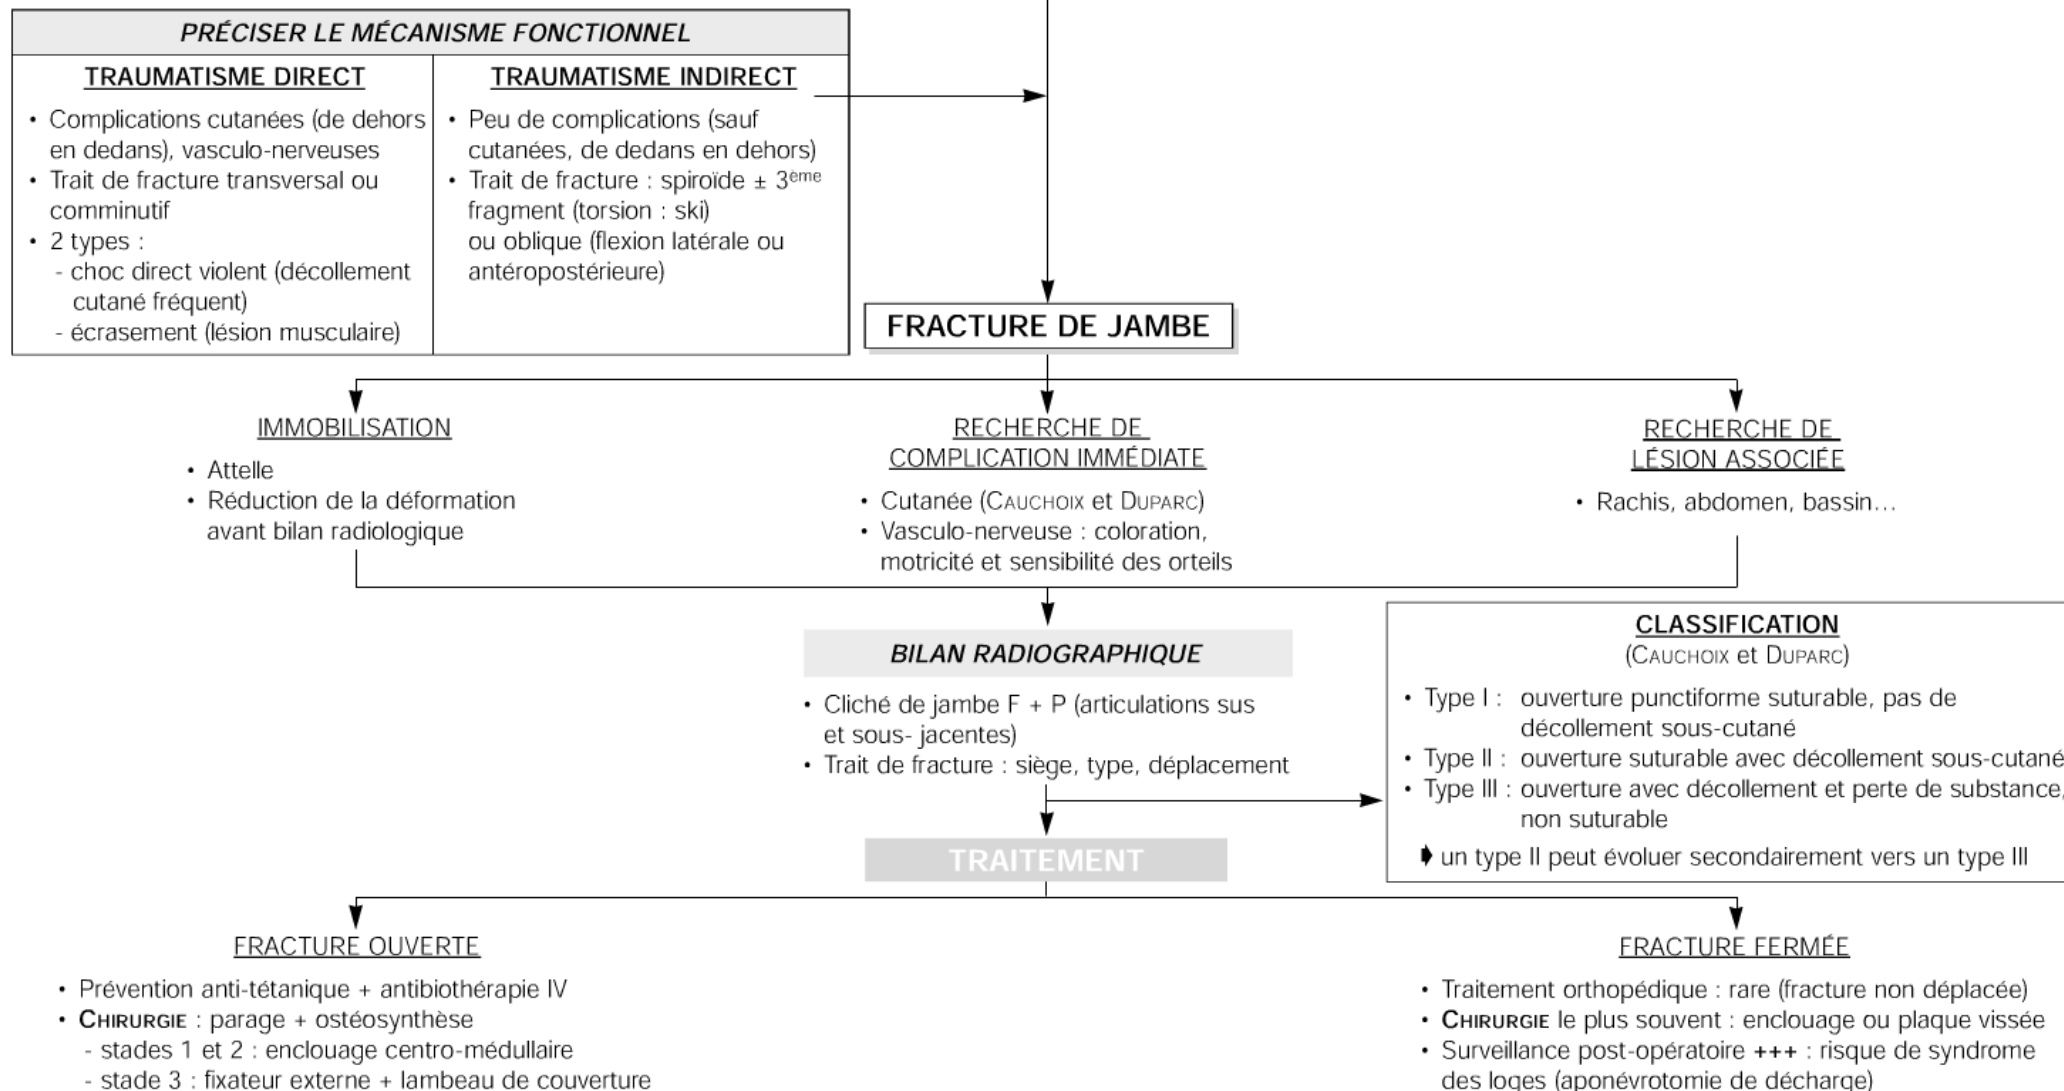 PRÉCISER LE MÉCANISME FONCTIONNEL
TRAUMATISME DIRECT
• Complications cutanées (de dehors
en dedans), vasculo-nerveuses
• Trait de fracture transversal ou
comminutif
• 2 types :
- choc direct violent (décollement
cutané fréquent)
- écrasement (lésion musculaire)
TRAUMATISME INDIRECT
• Peu de complications (sauf
cutanées, de dedans en dehors)
• Trait de fracture : spiroïde ± 3ème
fragment (torsion : ski)
ou oblique (flexion latérale ou
antéropostérieure)
FRACTURE DE JAMBE
IMMOBILISATION
• Attelle
• Réduction de la déformation
avant bilan radiologique
RECHERCHE DE
COMPLICATION IMMÉDIATE
• Cutanée (CAUCHOIX et DUPARC)
• Vasculo-nerveuse : coloration,
motricité et sensibilité des orteils
RECHERCHE DE
LÉSION ASSOCIÉE
• Rachis, abdomen, bassin…
BILAN RADIOGRAPHIQUE
• Cliché de jambe F + P (articulations sus
et sous- jacentes)
• Trait de fracture : siège, type, déplacement
CLASSIFICATION
(CAUCHOIX et DUPARC)
• Type I : ouverture punctiforme suturable, pas de
décollement sous-cutané
• Type II : ouverture suturable avec décollement sous-cutané
• Type III : ouverture avec décollement et perte de substance,
non suturable
➧ un type II peut évoluer secondairement vers un type III
TRAITEMENT
FRACTURE OUVERTE
• Prévention anti-tétanique + antibiothérapie IV
• CHIRURGIE : parage + ostéosynthèse
- stades 1 et 2 : enclouage centro-médullaire
- stade 3 : fixateur externe + lambeau de couverture
FRACTURE FERMÉE
• Traitement orthopédique : rare (fracture non déplacée)
• CHIRURGIE le plus souvent : enclouage ou plaque vissée
• Surveillance post-opératoire +++ : risque de syndrome
des loges (aponévrotomie de décharge)